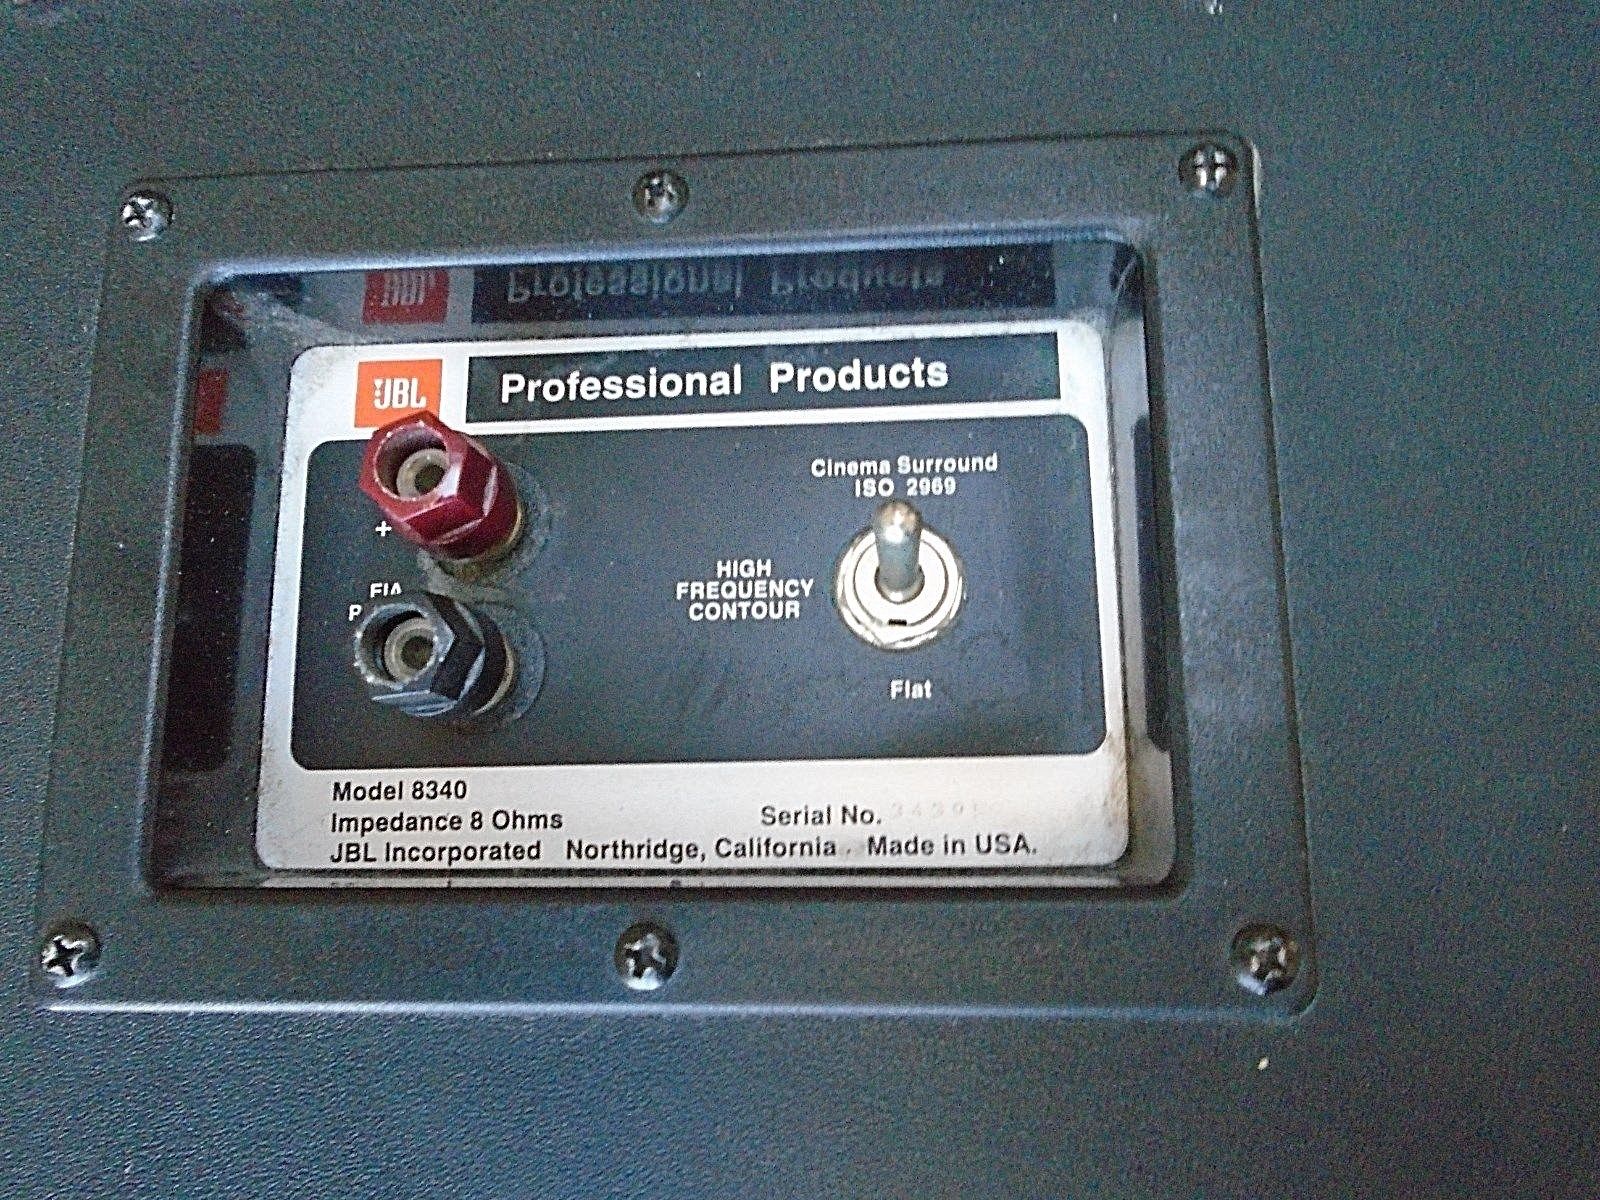 JBL Professional Products
Cinema Surround
ISO 2969
+
HIGH
FREQUENCY
CONTOUR
Flat
Model 8340
Impedance 8 Ohms
Serial No.
JBL Incorporated Northridge, California. Made in USA.